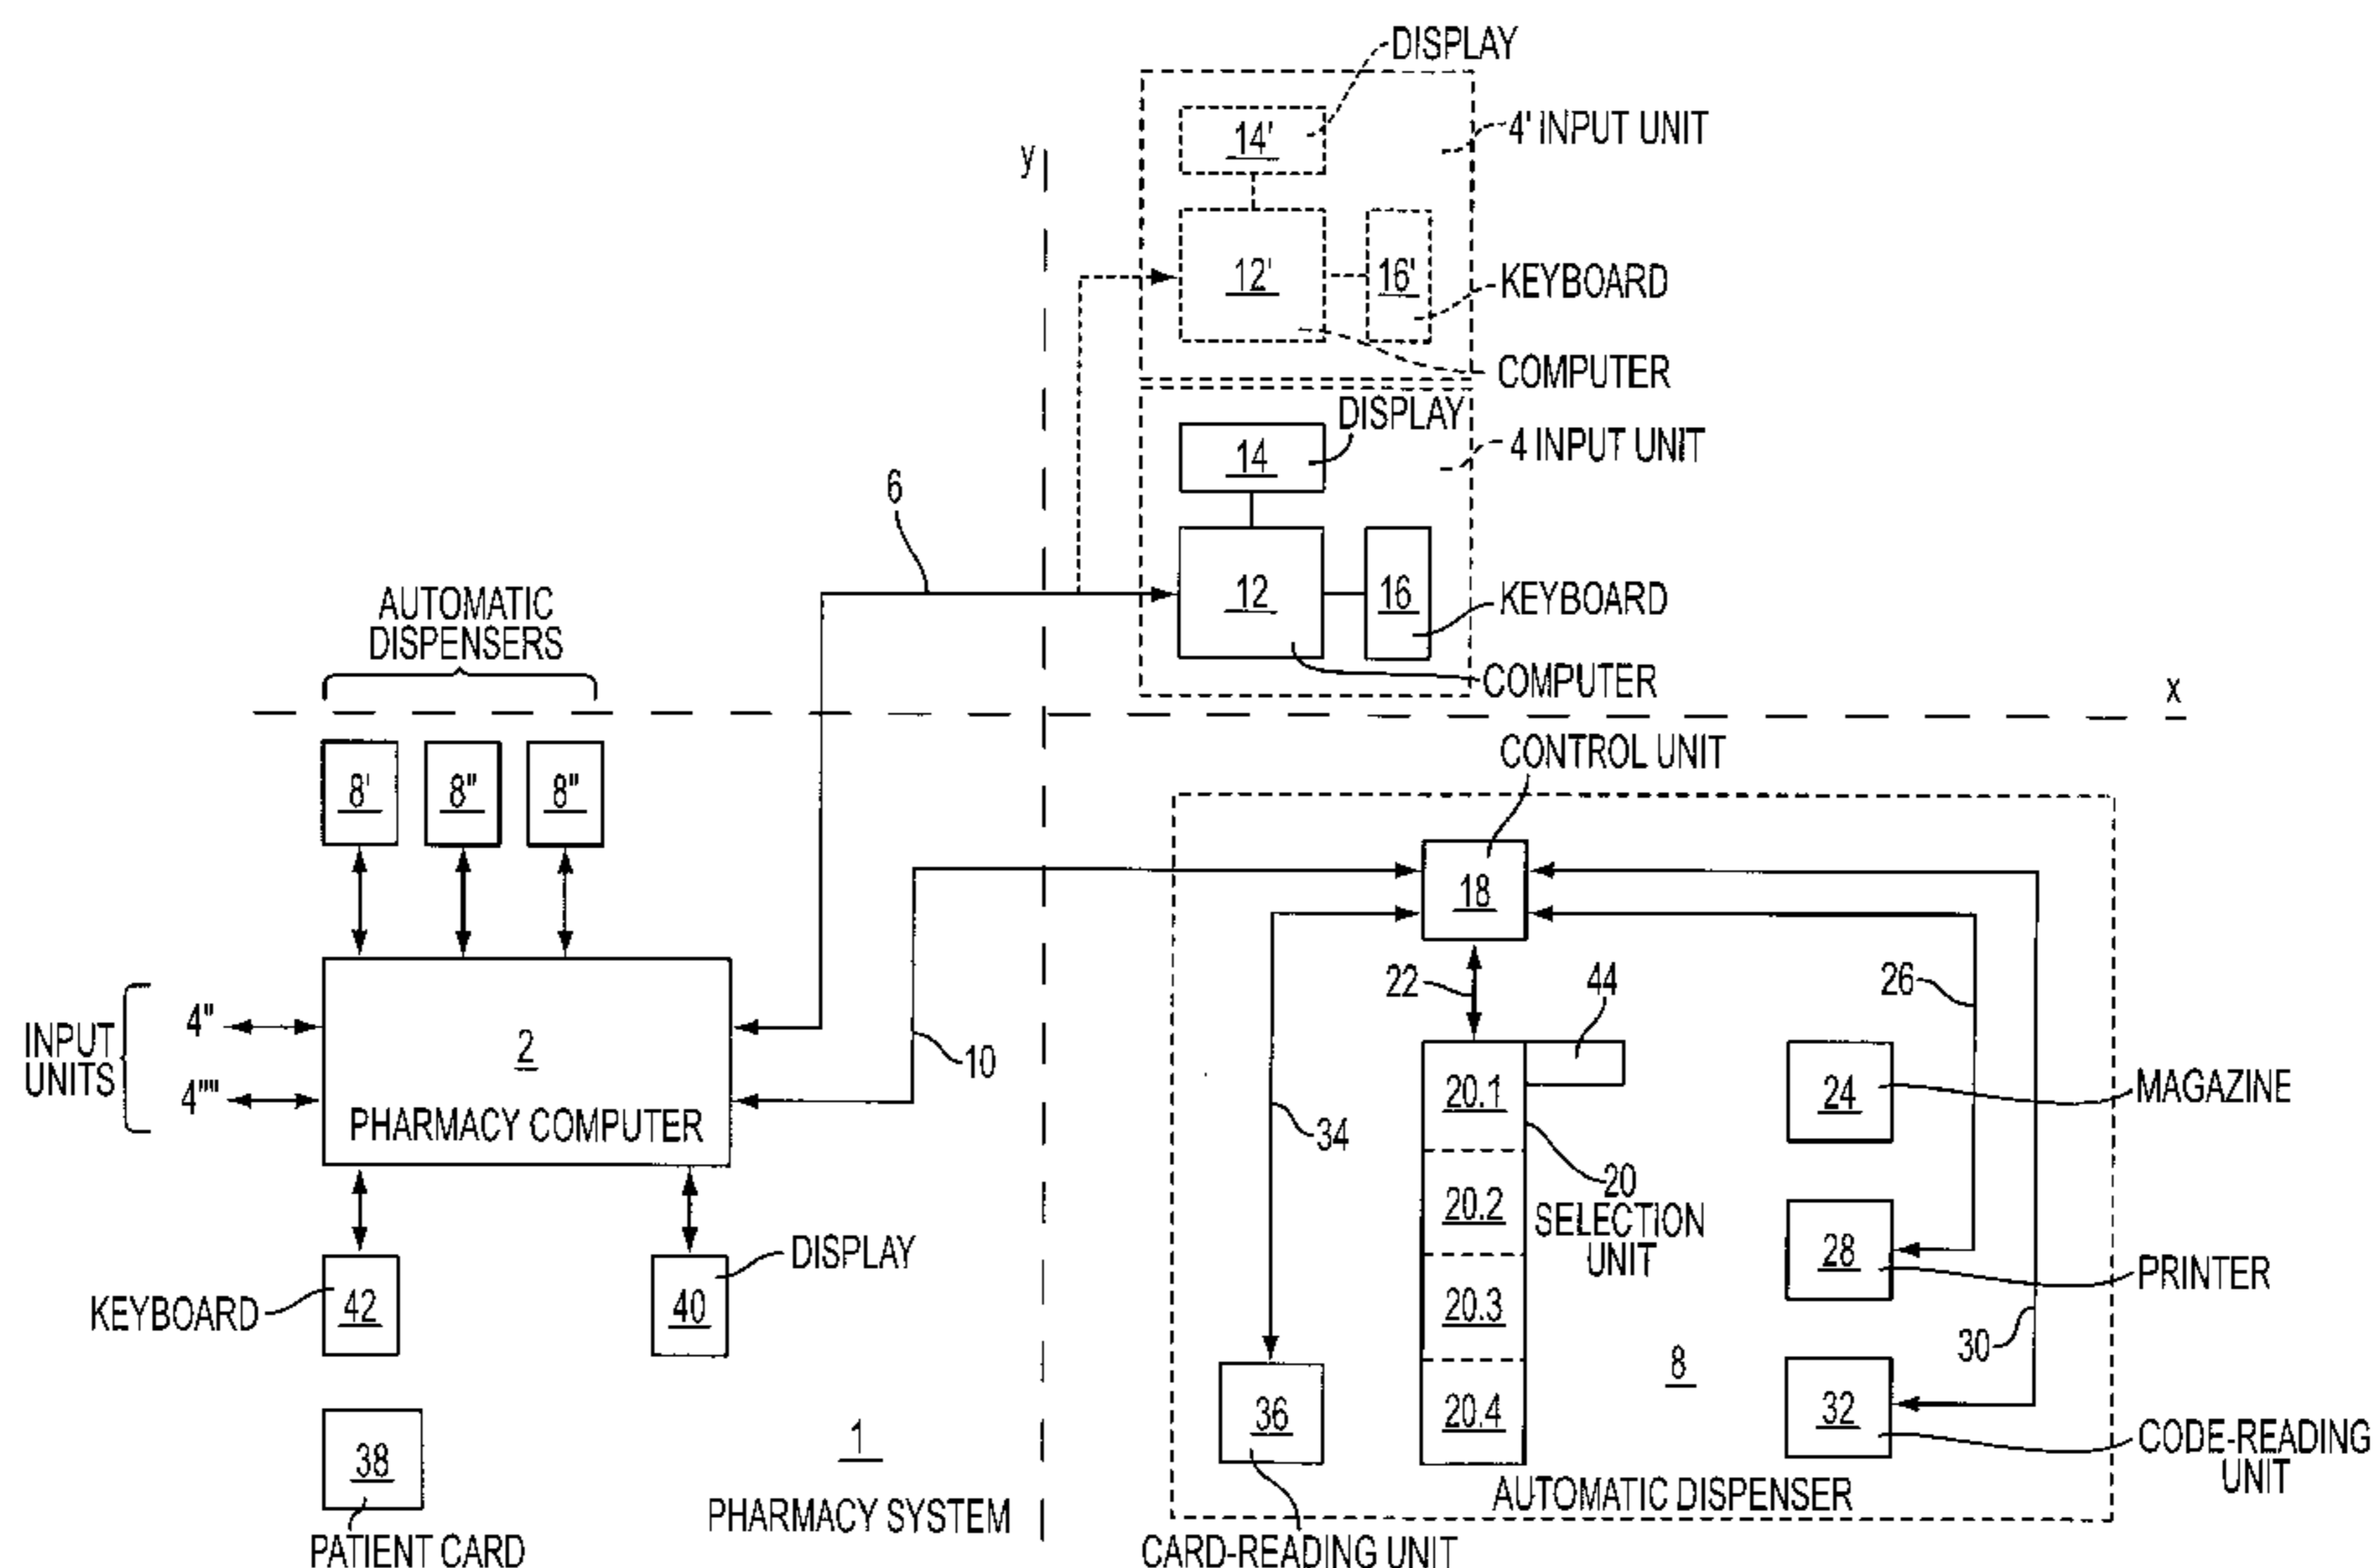 DISPLAY
14'
4' INPUT UNIT
y
12'
16'
KEYBOARD
COMPUTER
DISPLAY
14
4 INPUT UNIT
6
12
16
KEYBOARD
COMPUTER
AUTOMATIC
DISPENSERS
x
8'
8"
8"
CONTROL UNIT
18
INPUT
UNITS
4"
4""
2
PHARMACY COMPUTER
10
22
44
26
20.1
20.2
20.3
20.4
20
SELECTION
UNIT
24
MAGAZINE
34
28
PRINTER
30
KEYBOARD
42
40
DISPLAY
8
36
32
CODE-READING
UNIT
38
PATIENT CARD
1
PHARMACY SYSTEM
AUTOMATIC DISPENSER
CARD-READING UNIT